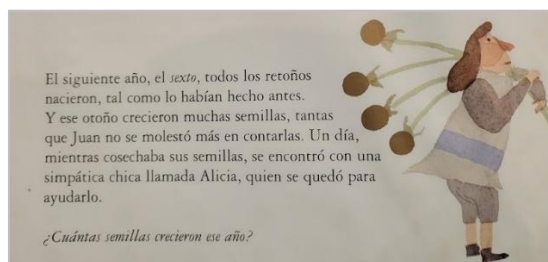 El siguiente año, el sexto, todos los retoños
nacieron, tal como lo habían hecho antes.
Y ese otoño crecieron muchas semillas, tantas
que Juan no se molestó más en contarlas. Un día,
mientras cosechaba sus semillas, se encontró con una
simpática chica llamada Alicia, quien se quedó para
ayudarlo.
¿Cuántas semillas crecieron ese año?